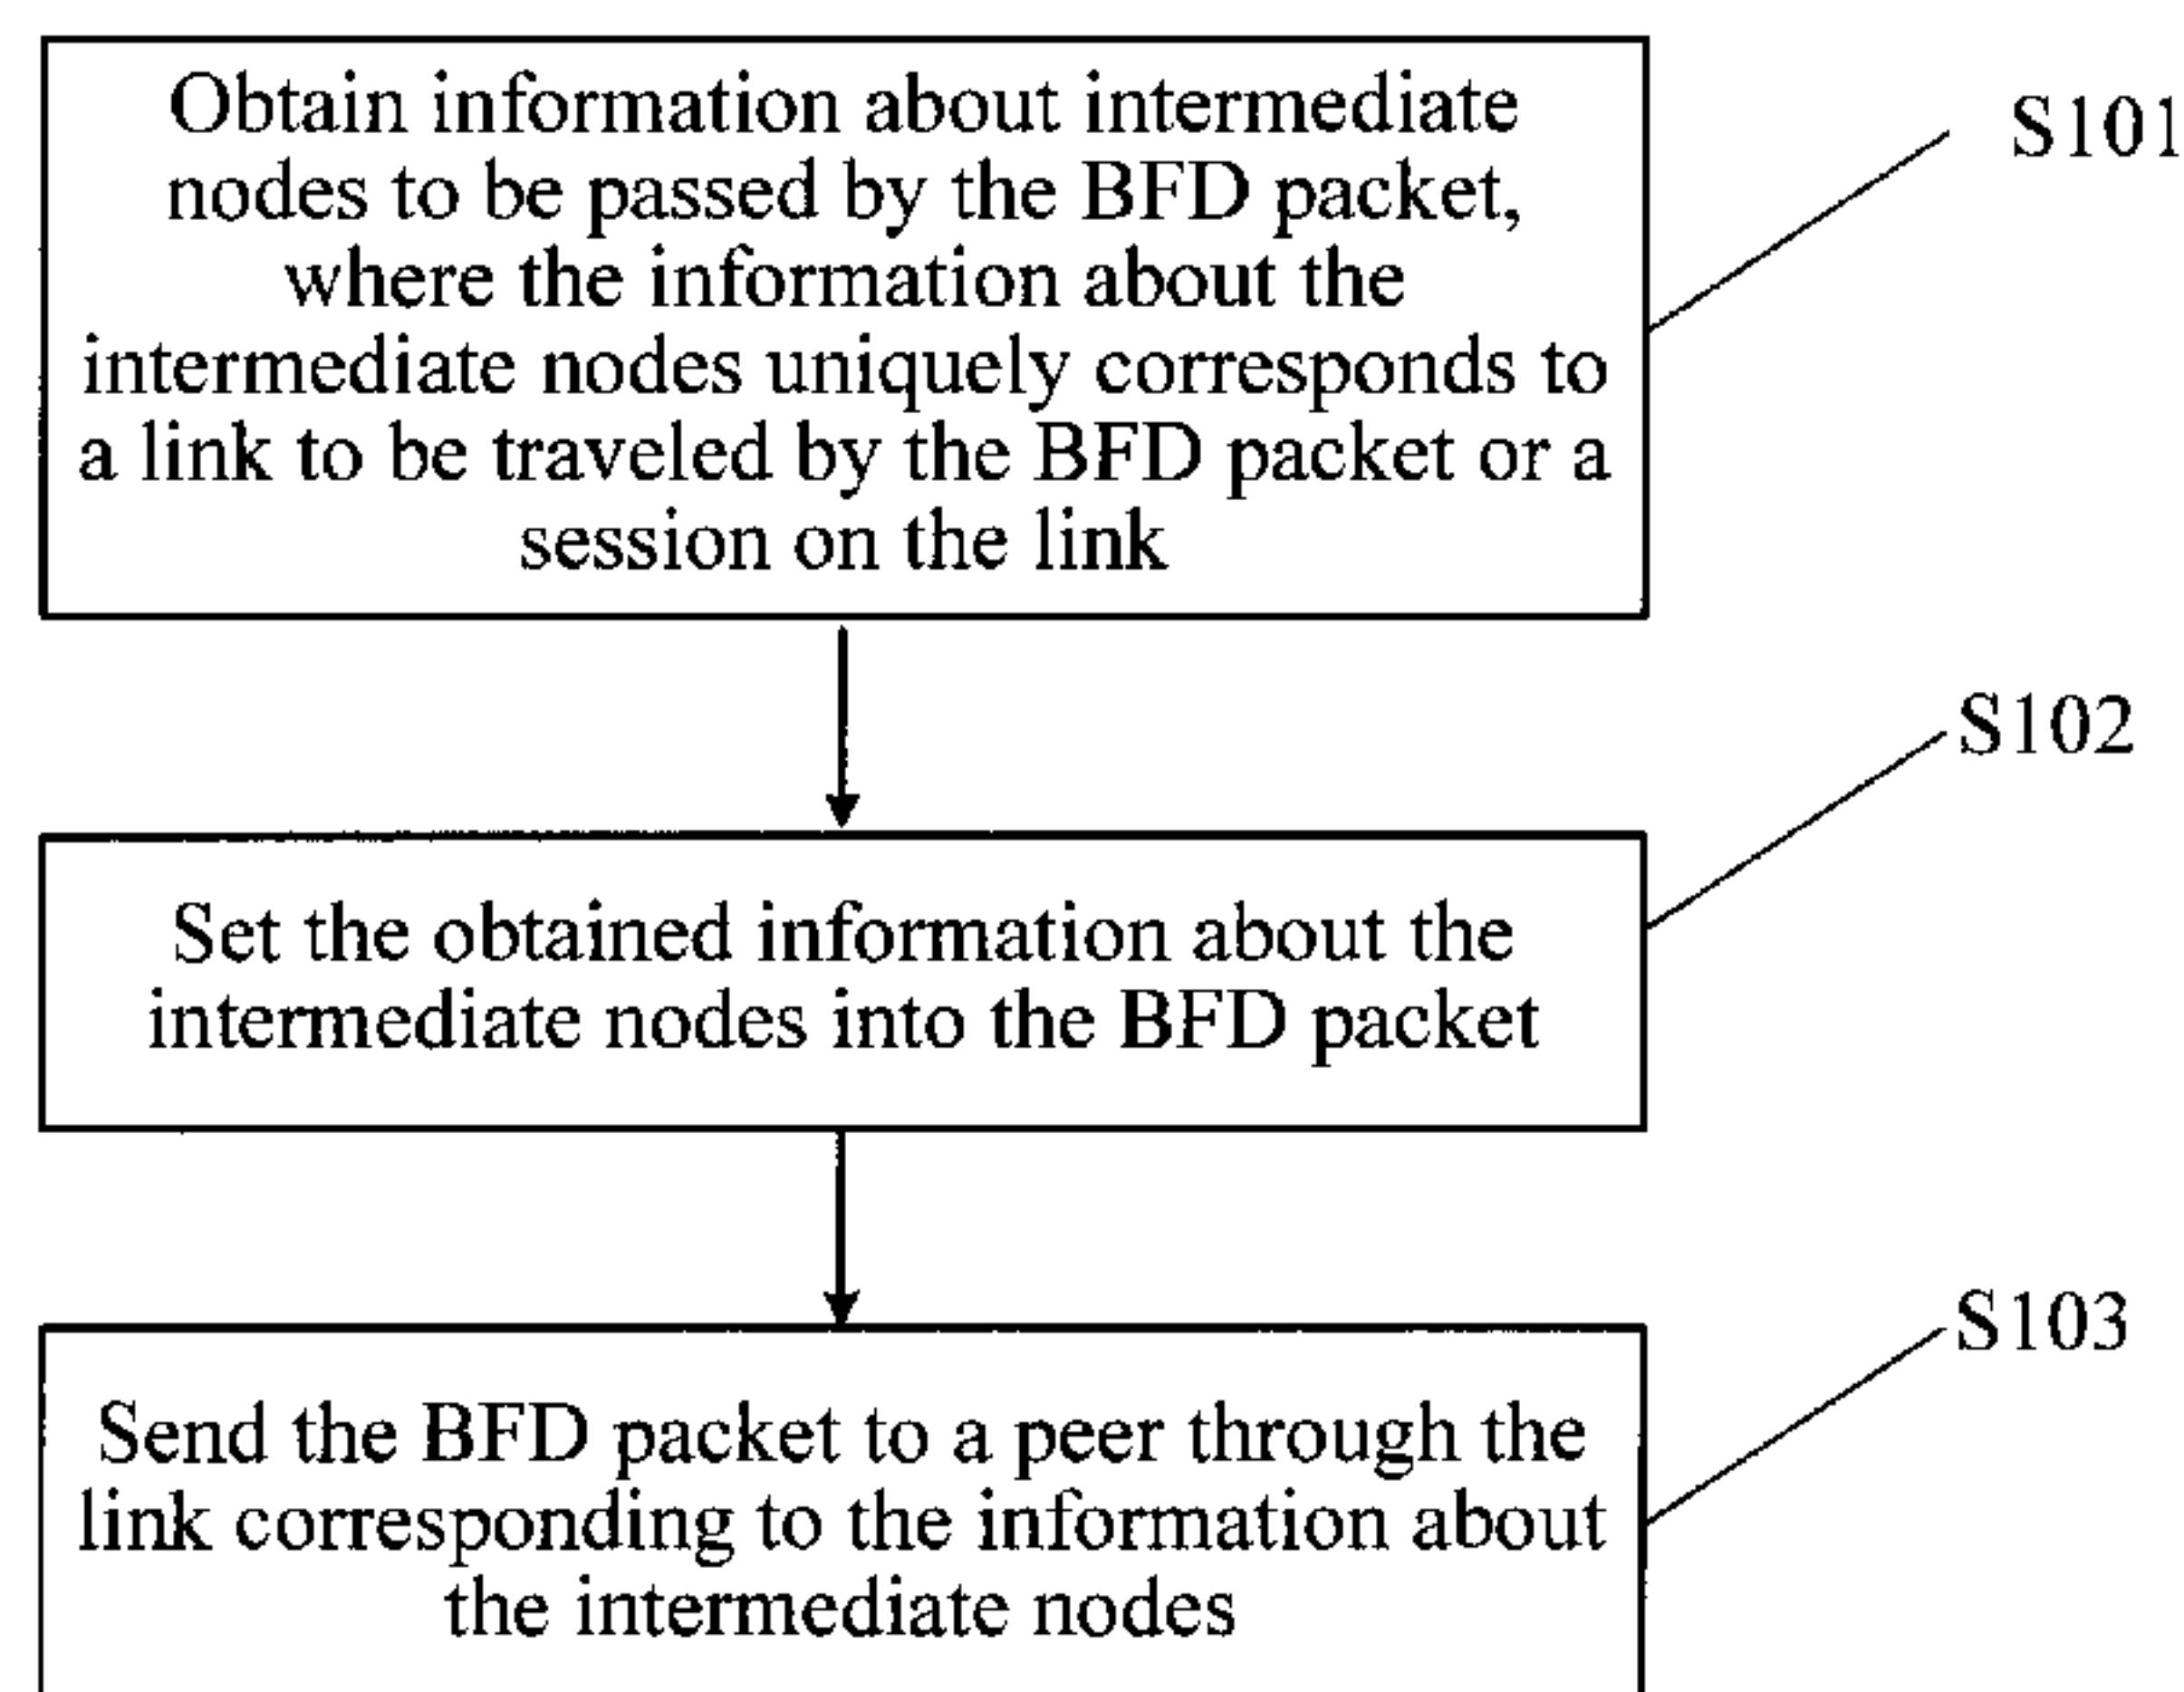 Obtain information about intermediate
nodes to be passed by the BFD packet,
where the information about the
intermediate nodes uniquely corresponds to
a link to be traveled by the BFD packet or a
session on the link
S101
S102
Set the obtained information about the
intermediate nodes into the BFD packet
S103
Send the BFD packet to a peer through the
link corresponding to the information about
the intermediate nodes